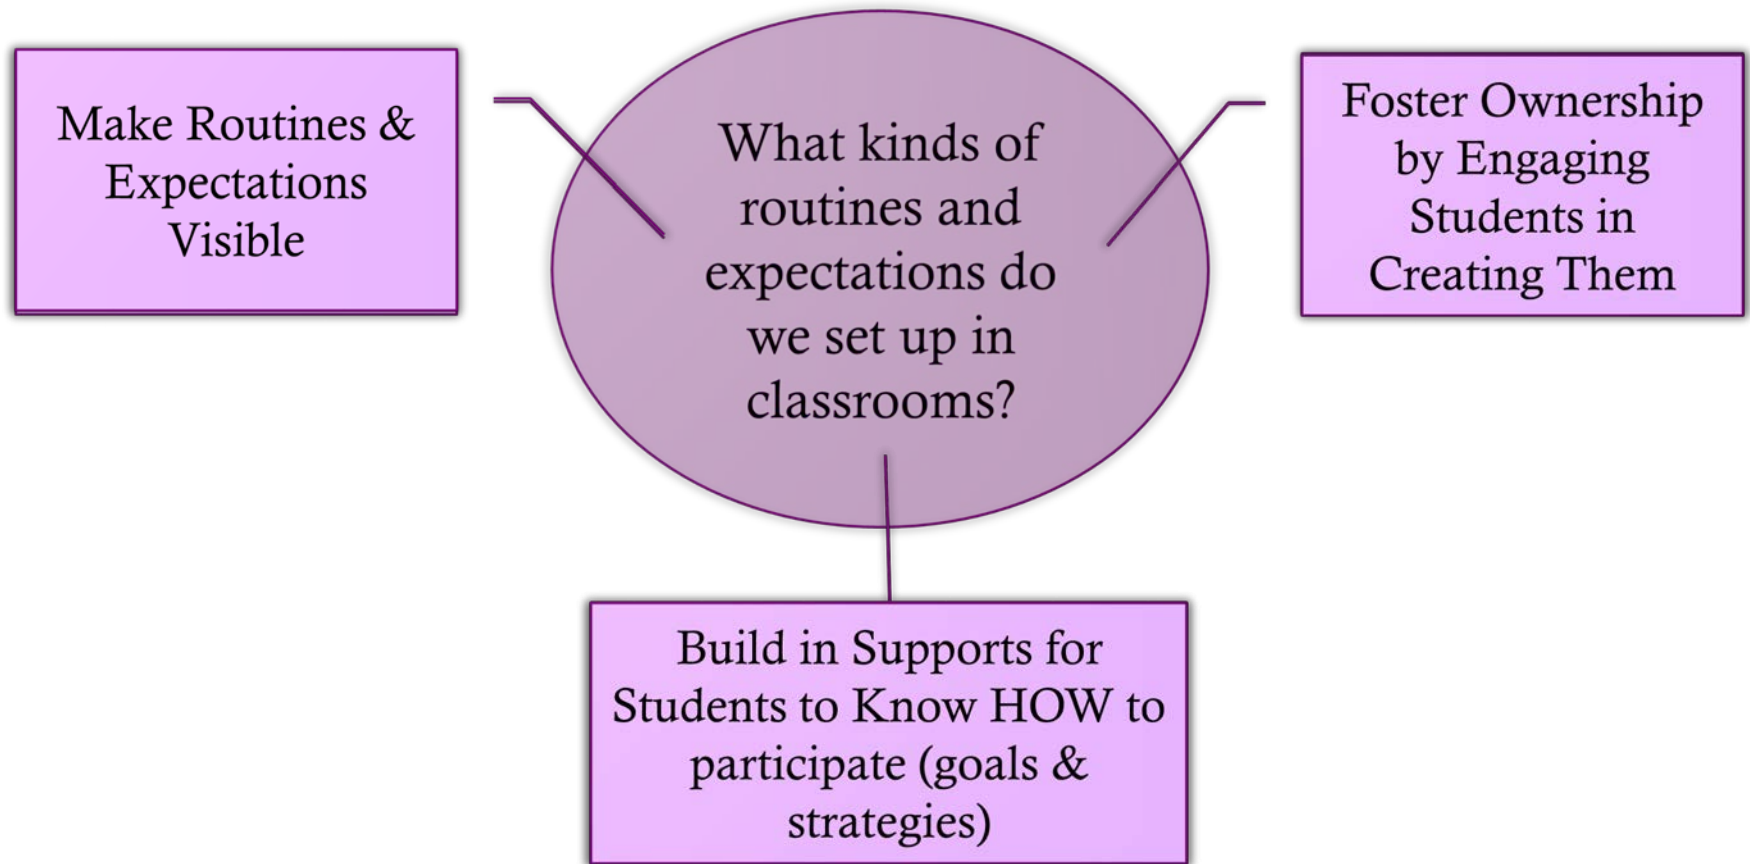 Make Routines &
Expectations
Visible
What kinds of
routines and
expectations do
we set up in
classrooms?
Foster Ownership
by Engaging
Students in
Creating Them
Build in Supports for
Students to Know HOW to
participate (goals &
strategies)